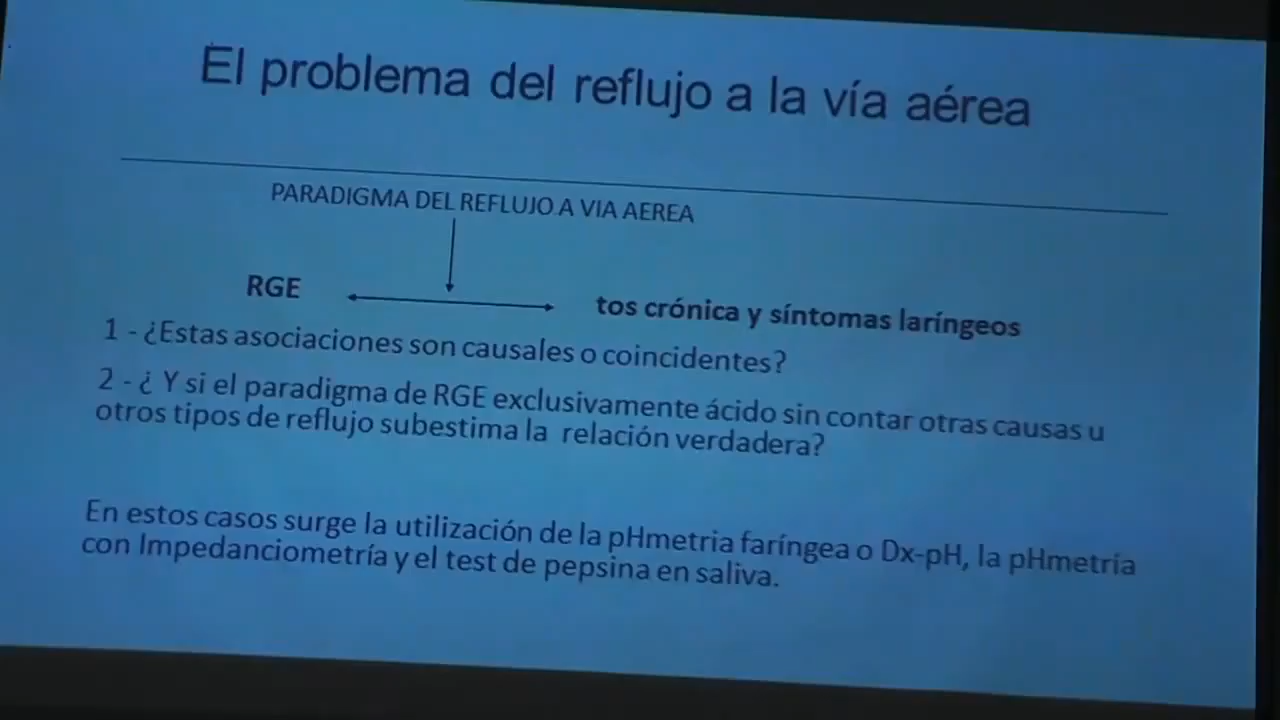 El problema del reflujo a la vía aérea
PARADIGMA DEL REFLUJO A VIA AEREA
RGE
tos crónica y síntomas laríngeos
1 - ¿Estas asociaciones son causales o coincidentes?
2 - ¿ Y si el paradigma de RGE exclusivamente ácido sin contar otras causas u
otros tipos de reflujo subestima la relación verdadera?
En estos casos surge la utilización de la pHmetria faríngea o Dx-pH, la pHmetría
con Impedanciometría y el test de pepsina en saliva.